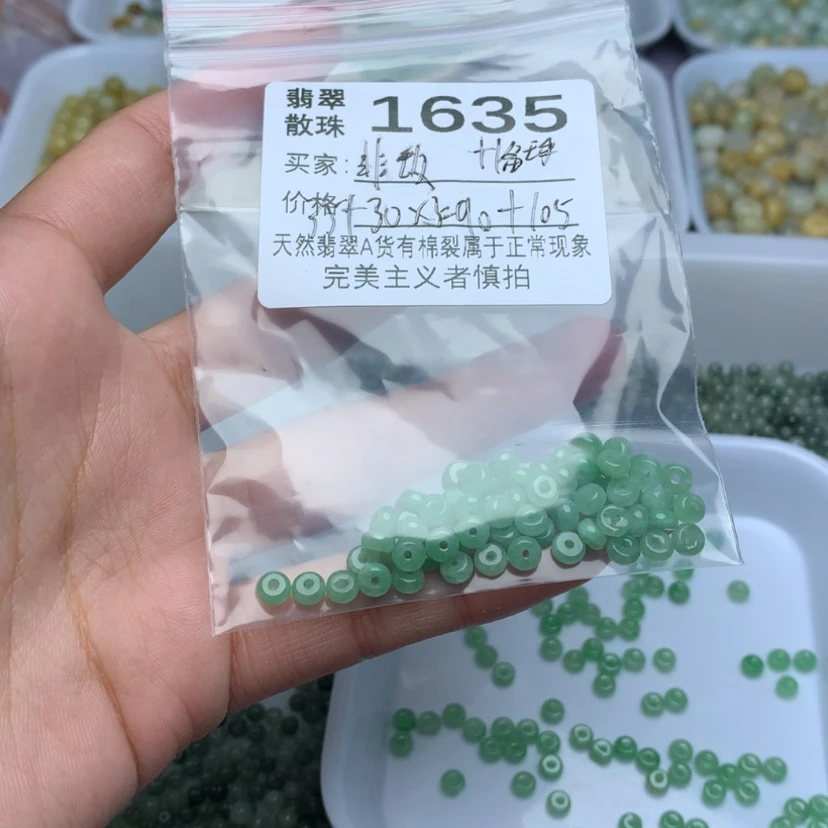 翡翠
散珠 1635
买家:
价格
天然翡翠A货有棉裂属于正常现象
完美主义者慎拍